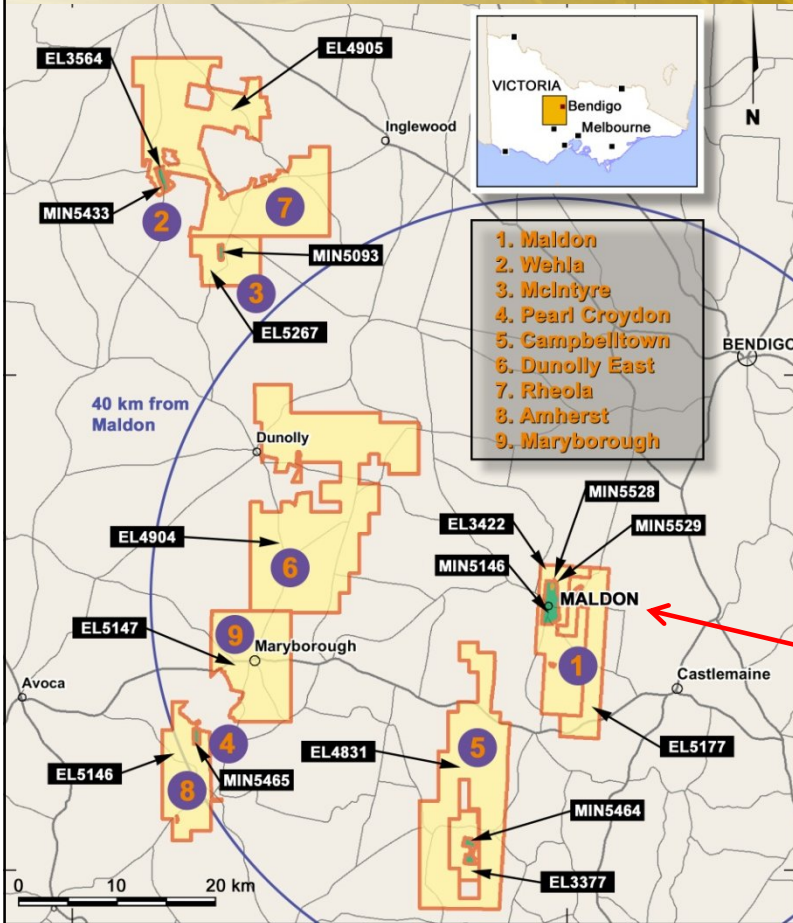 EL4905
EL3564
Inglewood
MIN5433
2
7
MIN5093
3
EL5267
VICTORIA
Bendigo
Melbourne
N
1. Maldon
2. Wehla
3. McIntyre
4. Pearl Croydon
5. Campbelltown
6. Dunolly East
7. Rheola
8. Amherst
9. Maryborough
BENDIGO
40 km from
Maldon
Dunolly
EL4904
6
MIN5528
EL3422
MIN5529
MIN5146
MALDON
1
Castlemaine
EL5177
EL5147
9
Maryborough
Avoca
4
EL5146
MIN5465
8
EL4831
5
MIN5464
EL3377
0 10 20 km